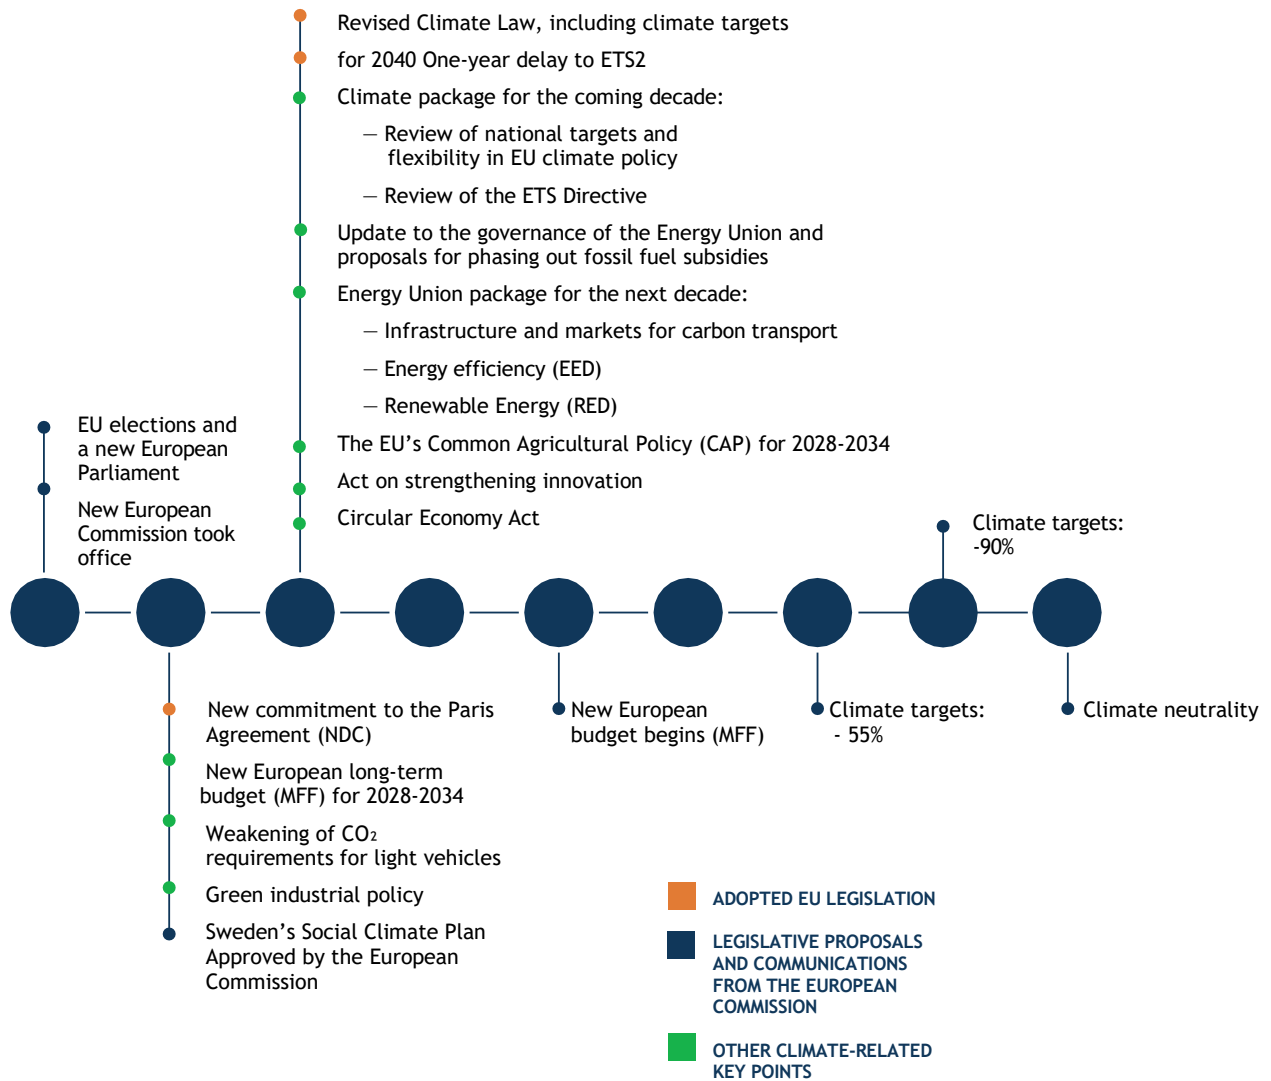 Revised Climate Law, including climate targets
for 2040 One-year delay to ETS2
Climate package for the coming decade:
— Review of national targets and
flexibility in EU climate policy
— Review of the ETS Directive
Update to the governance of the Energy Union and
proposals for phasing out fossil fuel subsidies
Energy Union package for the next decade:
— Infrastructure and markets for carbon transport
— Energy efficiency (EED)
— Renewable Energy (RED)
The EU’s Common Agricultural Policy (CAP) for 2028-2034
Act on strengthening innovation
Circular Economy Act
EU elections and
a new European
Parliament
New European
Commission took
office
Climate targets:
-90%
New commitment to the Paris
Agreement (NDC)
New European long-term
budget (MFF) for 2028-2034
Weakening of CO₂
requirements for light vehicles
Green industrial policy
Sweden’s Social Climate Plan
Approved by the European
Commission
New European
budget begins (MFF)
Climate targets:
- 55%
Climate neutrality
ADOPTED EU LEGISLATION
LEGISLATIVE PROPOSALS
AND COMMUNICATIONS
FROM THE EUROPEAN
COMMISSION
OTHER CLIMATE-RELATED
KEY POINTS